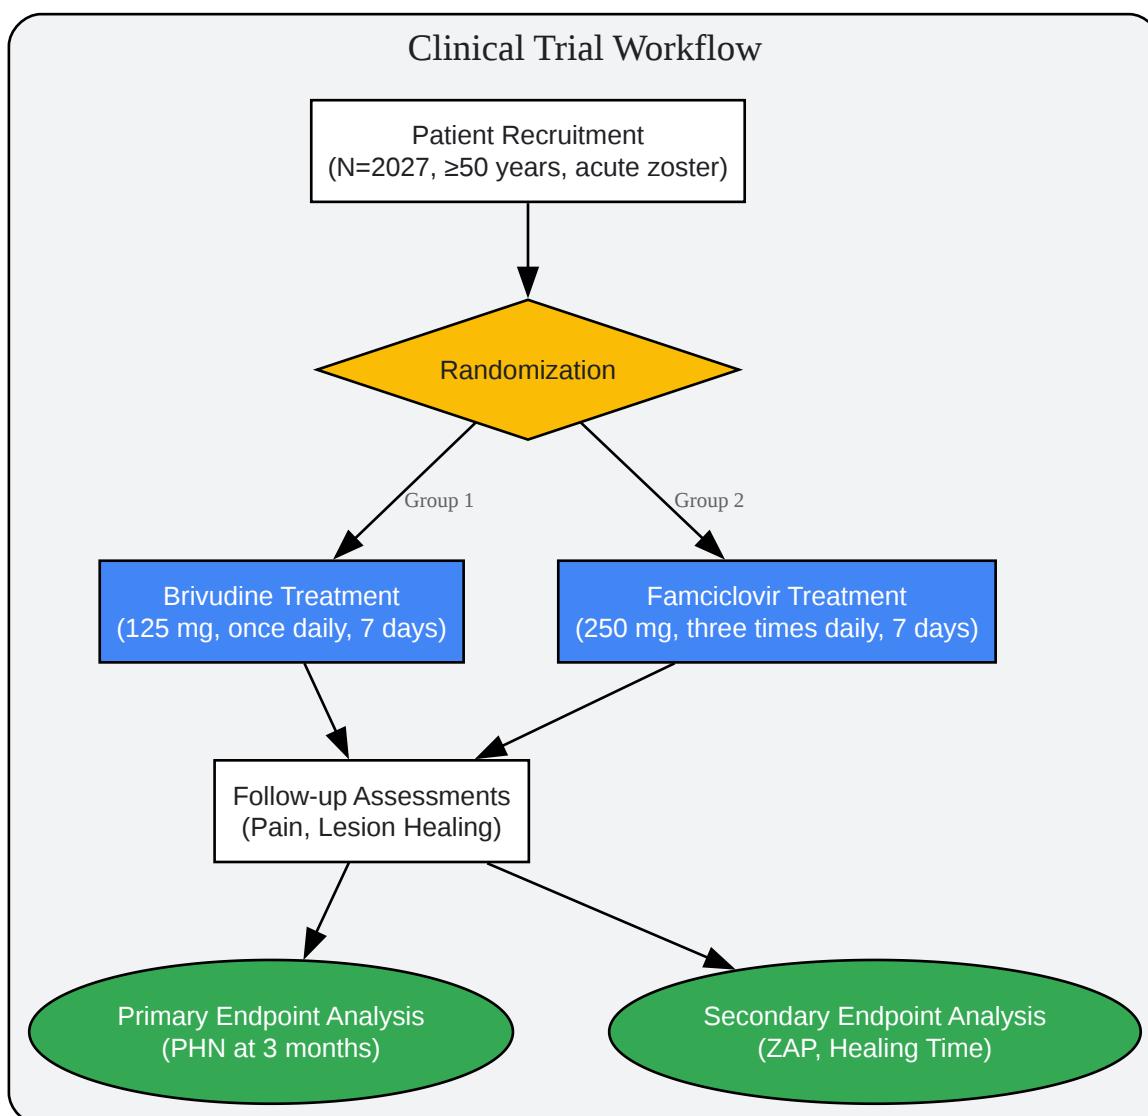 Clinical Trial Workflow
Patient Recruitment
(N=2027, ≥50 years, acute zoster)
Randomization
Group 1
Group 2
Brivudine Treatment
(125 mg, once daily, 7 days)
Famciclovir Treatment
(250 mg, three times daily, 7 days)
Follow-up Assessments
(Pain, Lesion Healing)
Primary Endpoint Analysis
(PHN at 3 months)
Secondary Endpoint Analysis
(ZAP, Healing Time)